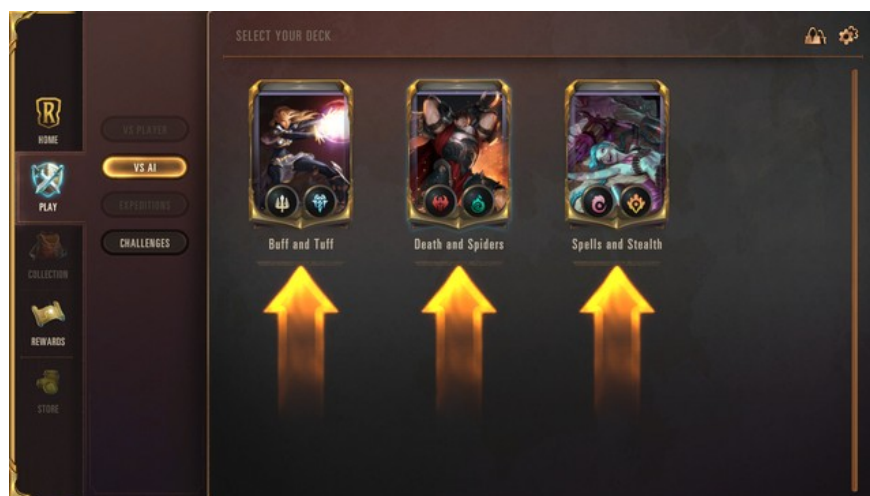 SELECT YOUR DECK
HOME
PLAY
COLLECTION
REWARDS
STORE
VS PLAYER
VS AI
EXPEDITIONS
CHALLENGES
Buff and Tuff
Death and Spiders
Spells and Stealth